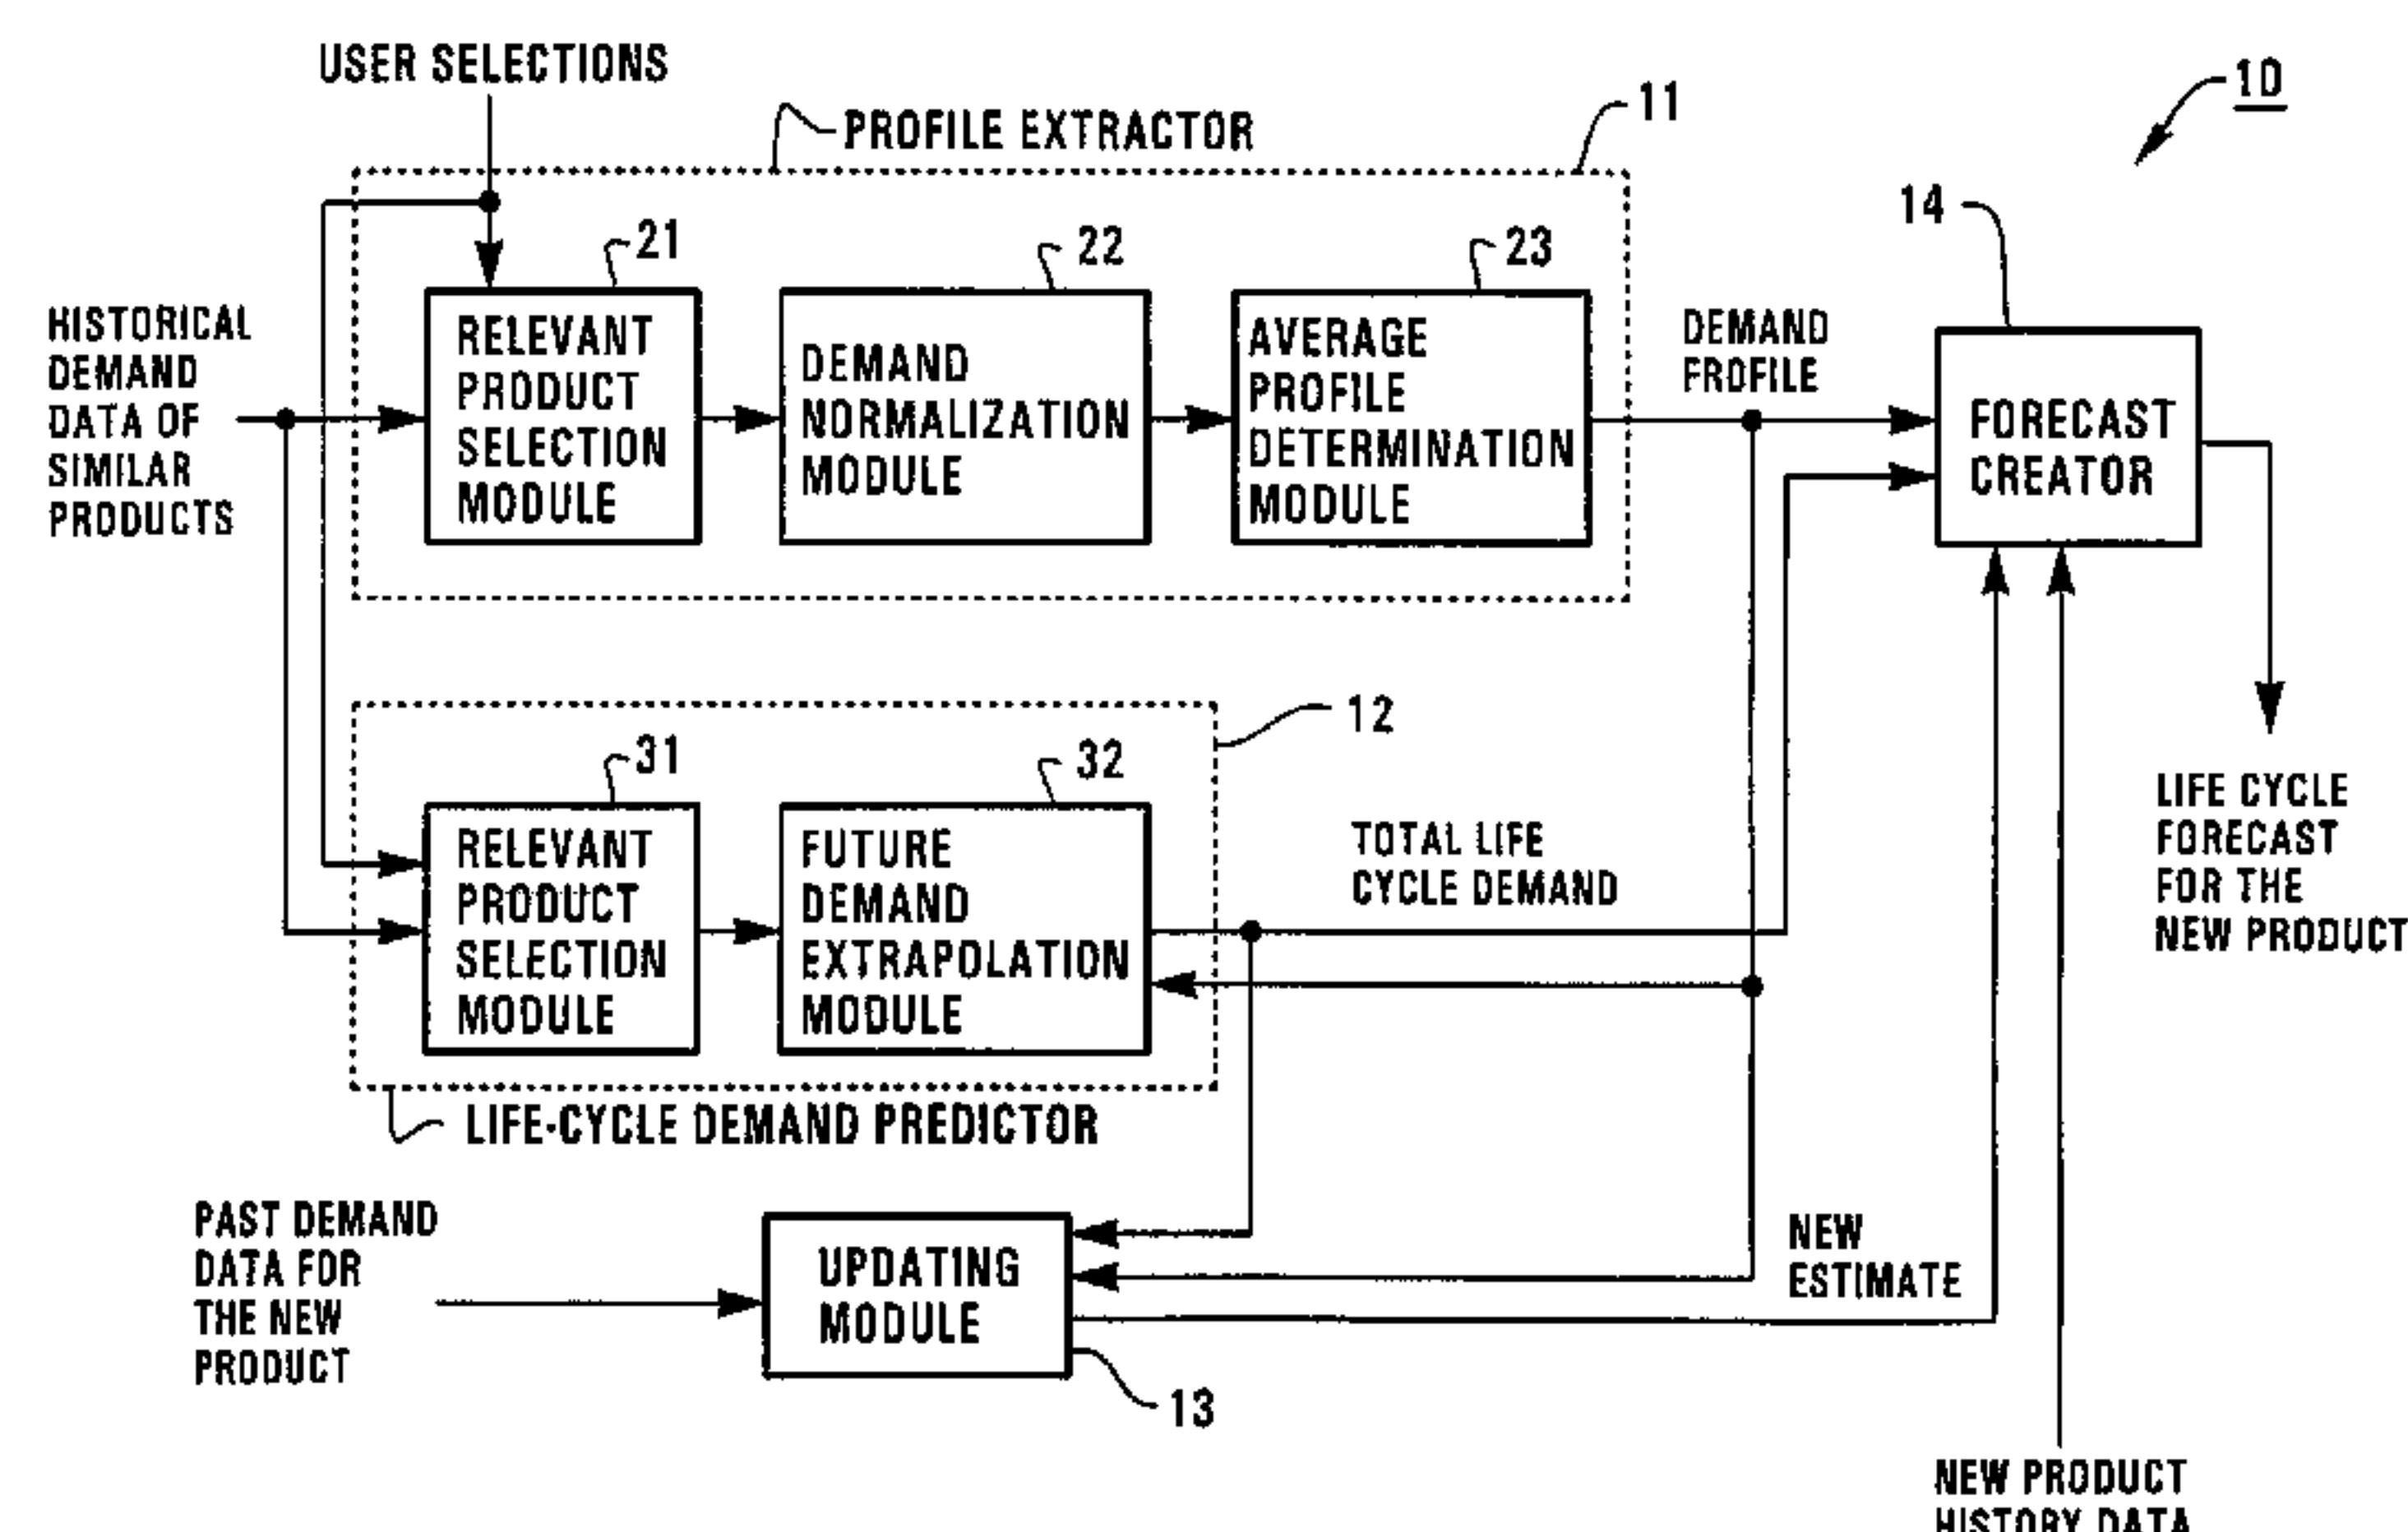 USER SELECTIONS
PROFILE EXTRACTOR
11
10
HISTORICAL
DEMAND
DATA OF
SIMILAR
PRODUCTS
21
RELEVANT
PRODUCT
SELECTION
MODULE
22
DEMAND
NORMALIZATION
MODULE
23
AVERAGE
PROFILE
DETERMINATION
MODULE
DEMAND
PROFILE
14
FORECAST
CREATOR
12
31
RELEVANT
PRODUCT
SELECTION
MODULE
32
FUTURE
DEMAND
EXTRAPOLATION
MODULE
TOTAL LIFE
CYCLE DEMAND
LIFE CYCLE
FORECAST
FOR THE
NEW PRODUCT
LIFE-CYCLE DEMAND PREDICTOR
PAST DEMAND
DATA FOR
THE NEW
PRODUCT
UPDATING
MODULE
13
NEW
ESTIMATE
NEW PRODUCT
HISTORY DATA